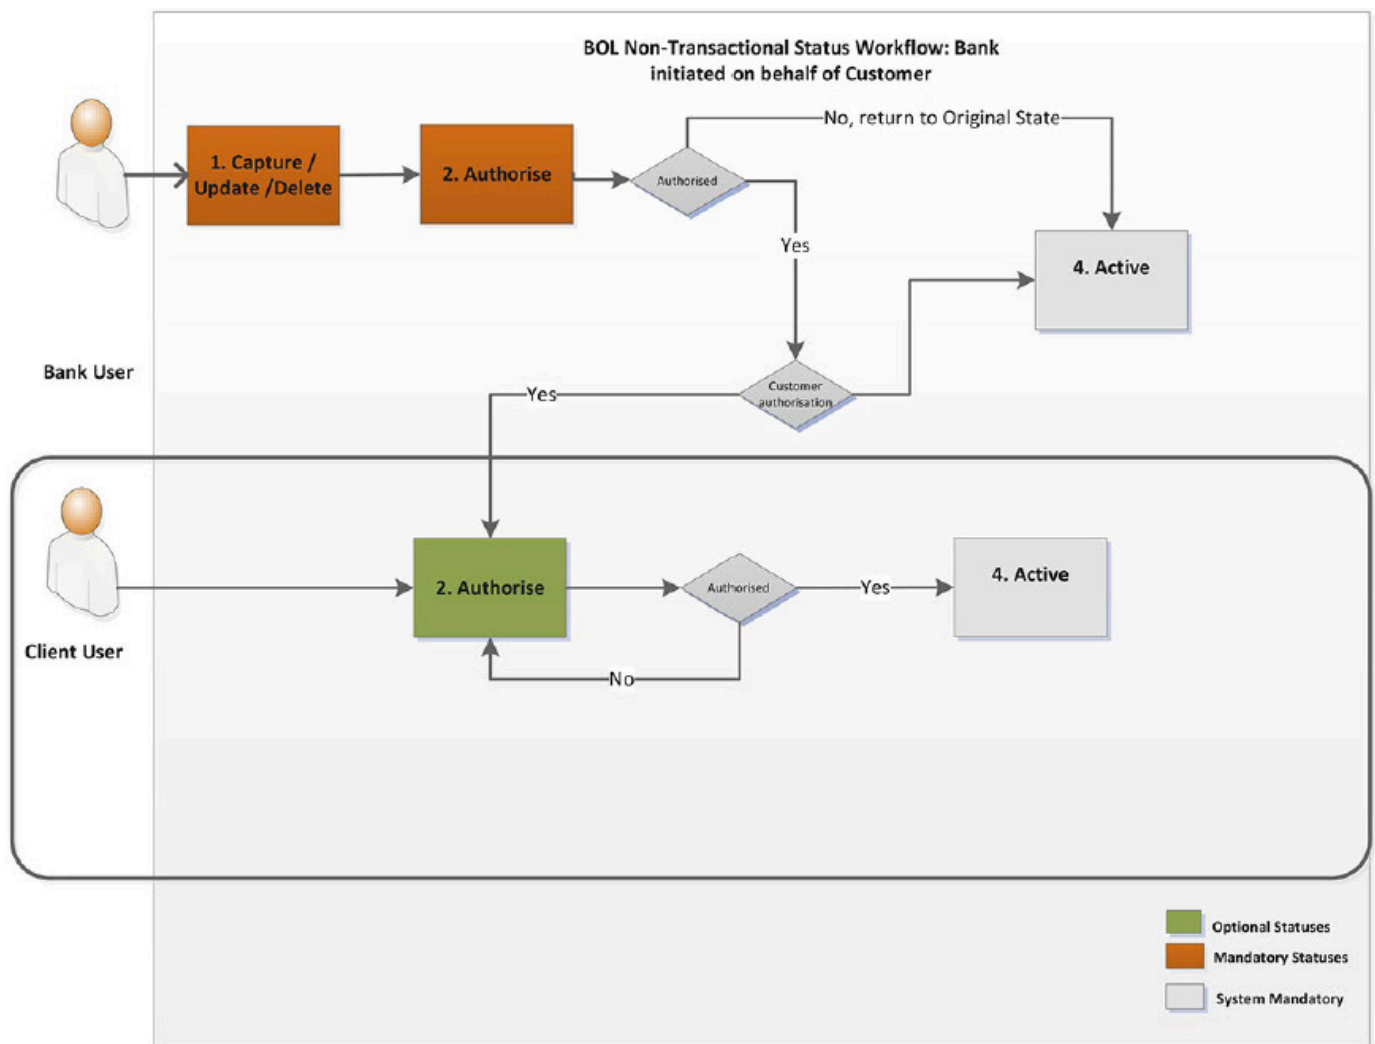 BOL Non-Transactional Status Workflow: Bank
initiated on behalf of Customer
No, return to Original State
1. Capture /
Update /Delete
2. Authorise
Authorised
Yes
4. Active
Bank User
Customer
authorisation
Yes
2. Authorise
Authorised
Yes
4. Active
Client User
No
Optional Statuses
Mandatory Statuses
System Mandatory